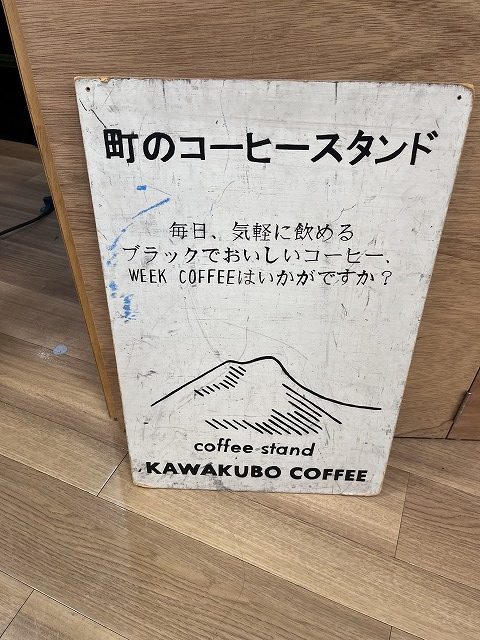 町のコーヒースタンド
毎日、気軽に飲める
ブラックでおいしいコーヒー.
WEEK COFFEEはいかがですか？
coffee stand
KAWAKUBO COFFEE